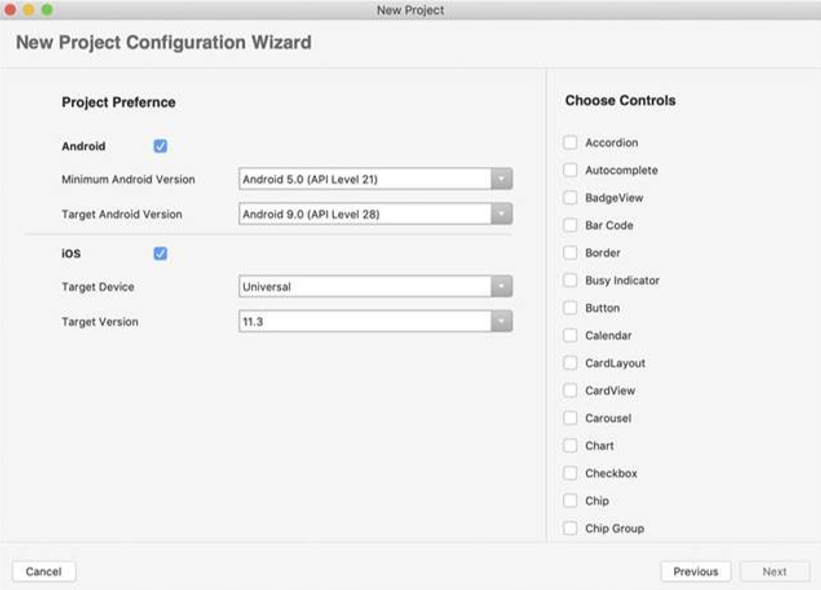 New Project
New Project Configuration Wizard
Project Prefernce
Android
Minimum Android Version
Android 5.0 (API Level 21)
Target Android Version
Android 9.0 (API Level 28)
iOS
Target Device
Universal
Target Version
11.3
Choose Controls
Accordion
Autocomplete
BadgeView
Bar Code
Border
Busy Indicator
Button
Calendar
CardLayout
CardView
Carousel
Chart
Checkbox
Chip
Chip Group
Cancel
Previous
Next